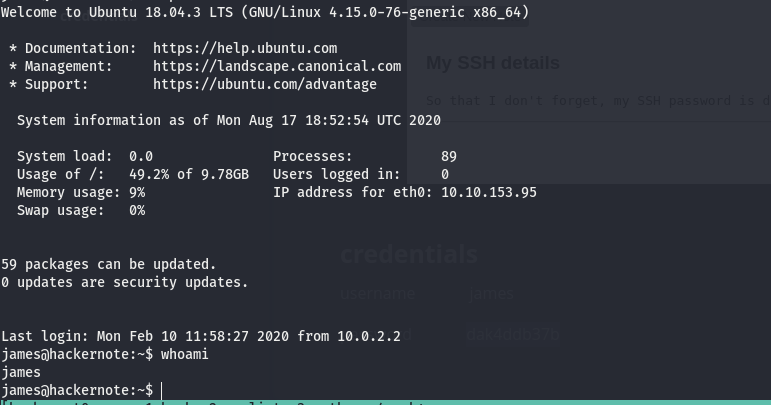 Welcome to Ubuntu 18.04.3 LTS (GNU/Linux 4.15.0-76-generic x86_64)
* Documentation:  https://help.ubuntu.com
* Management:     https://landscape.canonical.com
* Support:        https://ubuntu.com/advantage
My SSH details
So that I don't forget, my SSH password is
System information as of Mon Aug 17 18:52:54 UTC 2020
System load:  0.0                Processes:           89
Usage of /:   49.2% of 9.78GB   Users logged in:     0
Memory usage: 9%                 IP address for eth0: 10.10.153.95
Swap usage:   0%
credentials
59 packages can be updated.
0 updates are security updates.
username james
Last login: Mon Feb 10 11:58:27 2020 from 10.0.2.2
james@hackernote:~$ whoami
james
james@hackernote:~$